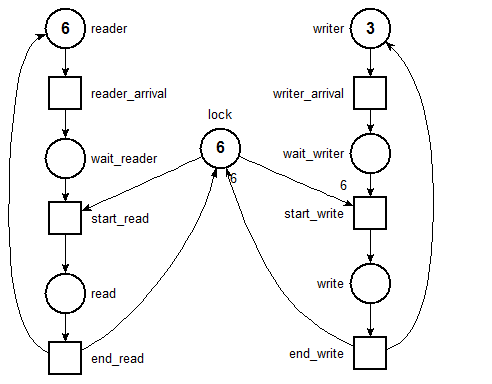 6 reader
writer 3
reader_arrival
writer_arrival
lock
6
wait_reader
wait_writer
6
6
start_read
start_write
read
write
end_read
end_write